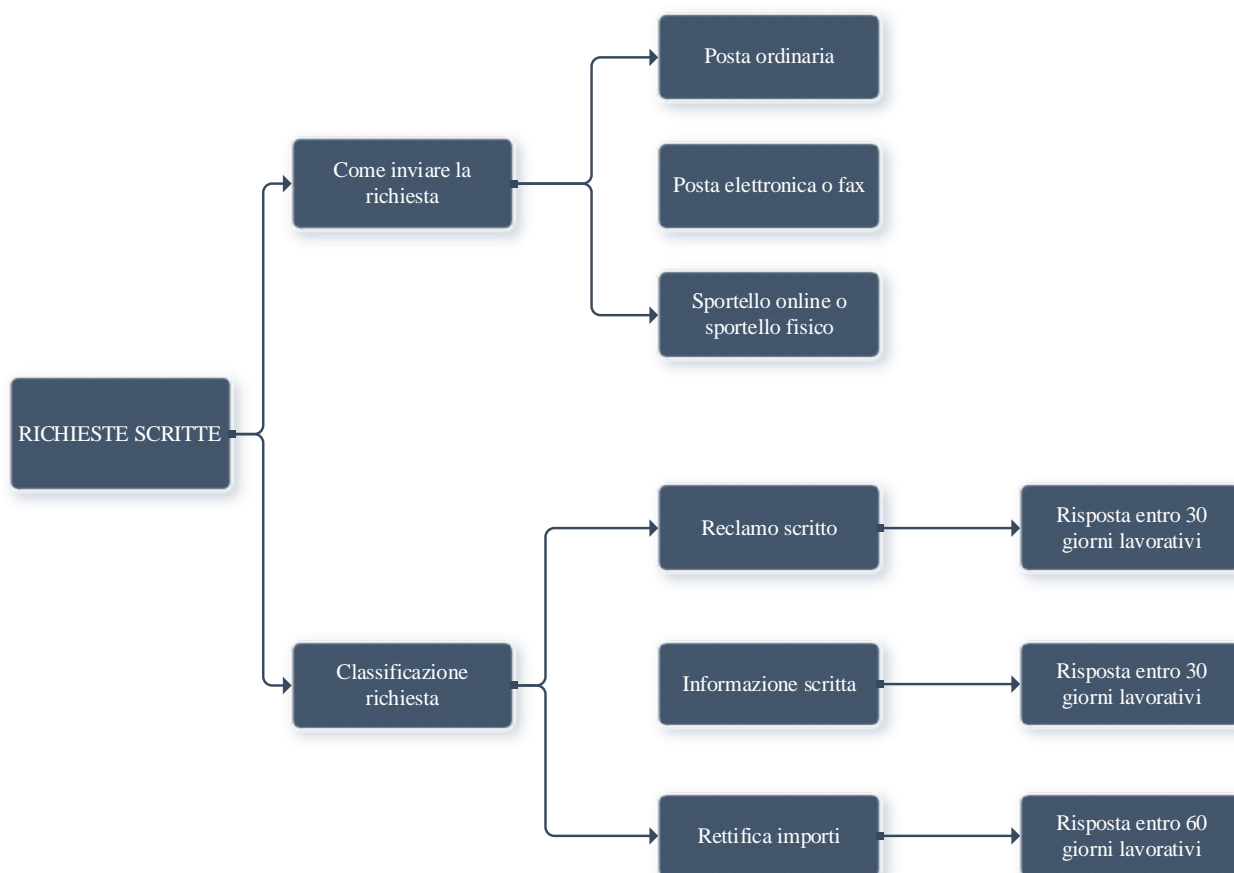 Posta ordinaria
Come inviare la
richiesta
Posta elettronica o fax
Sportello online o
sportello fisico
RICHIESTE SCRITTE
Reclamo scritto
Risposta entro 30
giorni lavorativi
Classificazione
richiesta
Informazione scritta
Risposta entro 30
giorni lavorativi
Rettifica importi
Risposta entro 60
giorni lavorativi